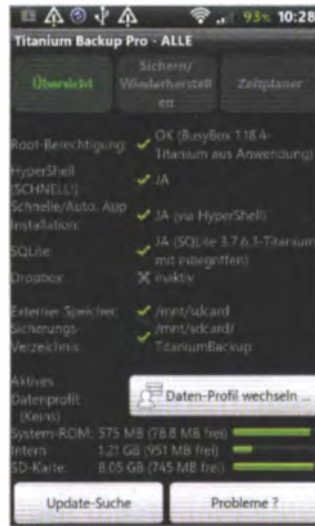 93% 10:28
Titanium Backup Pro - ALLE
Übersicht
Sichern/
Wiederherstell
en
Zeitplaner
Root-Berechtigung:
OK (BusyBox 1.18.4-
Titanium aus Anwendung)
HyperShell
(SCHNELL!):
JA
Schnelle/Auto. App
Installation:
JA (via HyperShell)
SQLite:
JA (SQLite 3.7.6.3-Titanium
mit inbegriffen)
Dropbox:
inaktiv
Externer Speicher:
/mnt/sdcard
Sicherungs-
Verzeichnis:
/mnt/sdcard/
TitaniumBackup
Aktives
Datenprofil:
(Keins)
Daten-Profil wechseln ...
System-ROM: 575 MB (78.8 MB frei)
Intern: 1.21 GB (951 MB frei)
SD-Karte: 8.05 GB (745 MB frei)
Update-Suche
Probleme ?